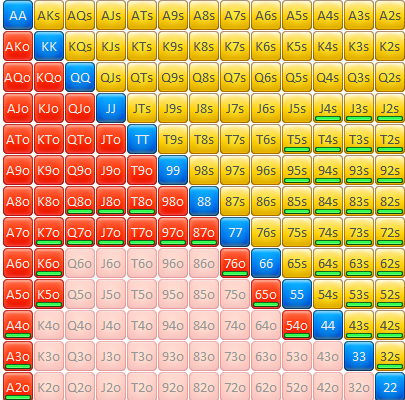 AA AKs AQs AJs ATs A9s A8s A7s A6s A5s A4s A3s A2s
AKo KK KQs KJs KTs K9s K8s K7s K6s K5s K4s K3s K2s
AQo KQo QQ QJs QTs Q9s Q8s Q7s Q6s Q5s Q4s Q3s Q2s
AJo KJo QJo JJ JTs J9s J8s J7s J6s J5s J4s J3s J2s
ATo KTo QTo JTo TT T9s T8s T7s T6s T5s T4s T3s T2s
A9o K9o Q9o J9o T9o 99 98s 97s 96s 95s 94s 93s 92s
A8o K8o Q8o J8o T8o 98o 88 87s 86s 85s 84s 83s 82s
A7o K7o Q7o J7o T7o 97o 87o 77 76s 75s 74s 73s 72s
A6o K6o Q6o J6o T6o 96o 86o 76o 66 65s 64s 63s 62s
A5o K5o Q5o J5o T5o 95o 85o 75o 65o 55 54s 53s 52s
A4o K4o Q4o J4o T4o 94o 84o 74o 64o 54o 44 43s 42s
A3o K3o Q3o J3o T3o 93o 83o 73o 63o 53o 43o 33 32s
A2o K2o Q2o J2o T2o 92o 82o 72o 62o 52o 42o 32o 22